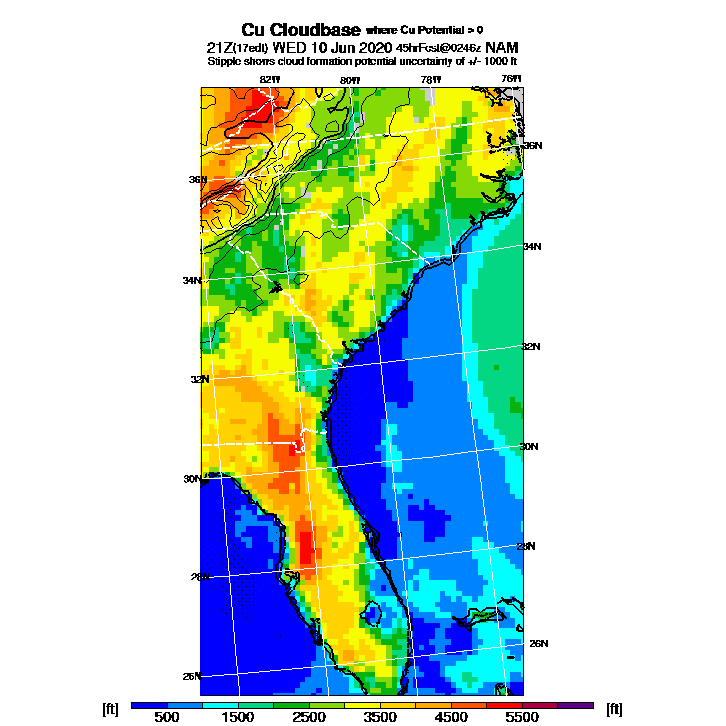 Cu Cloudbase where Cu Potential > 0
21Z(17edt) WED 10 Jun 2020 45hrFcst@0246z NAM
Stipple shows cloud formation potential uncertainty of +/- 1000 ft
82W 80W 78W 76W
36N
36N
34N
34N
32N
32N
30N
30N
28N
28N
26N
26N
[ft] 500 1500 2500 3500 4500 5500 [ft]